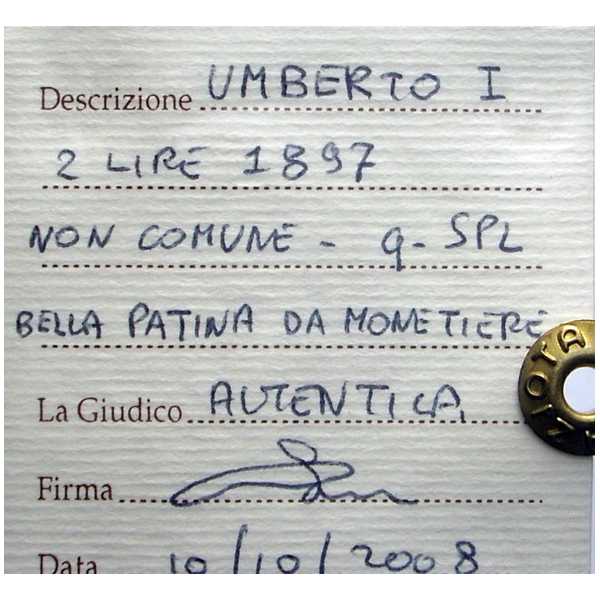 Descrizione UMBERTO I
2 LIRE 1897
NON COMUNE - q-SPL
BELLA PATINA DA MONETIERE
La Giudico AUTENTICA
Firma
Data 10/10/2008